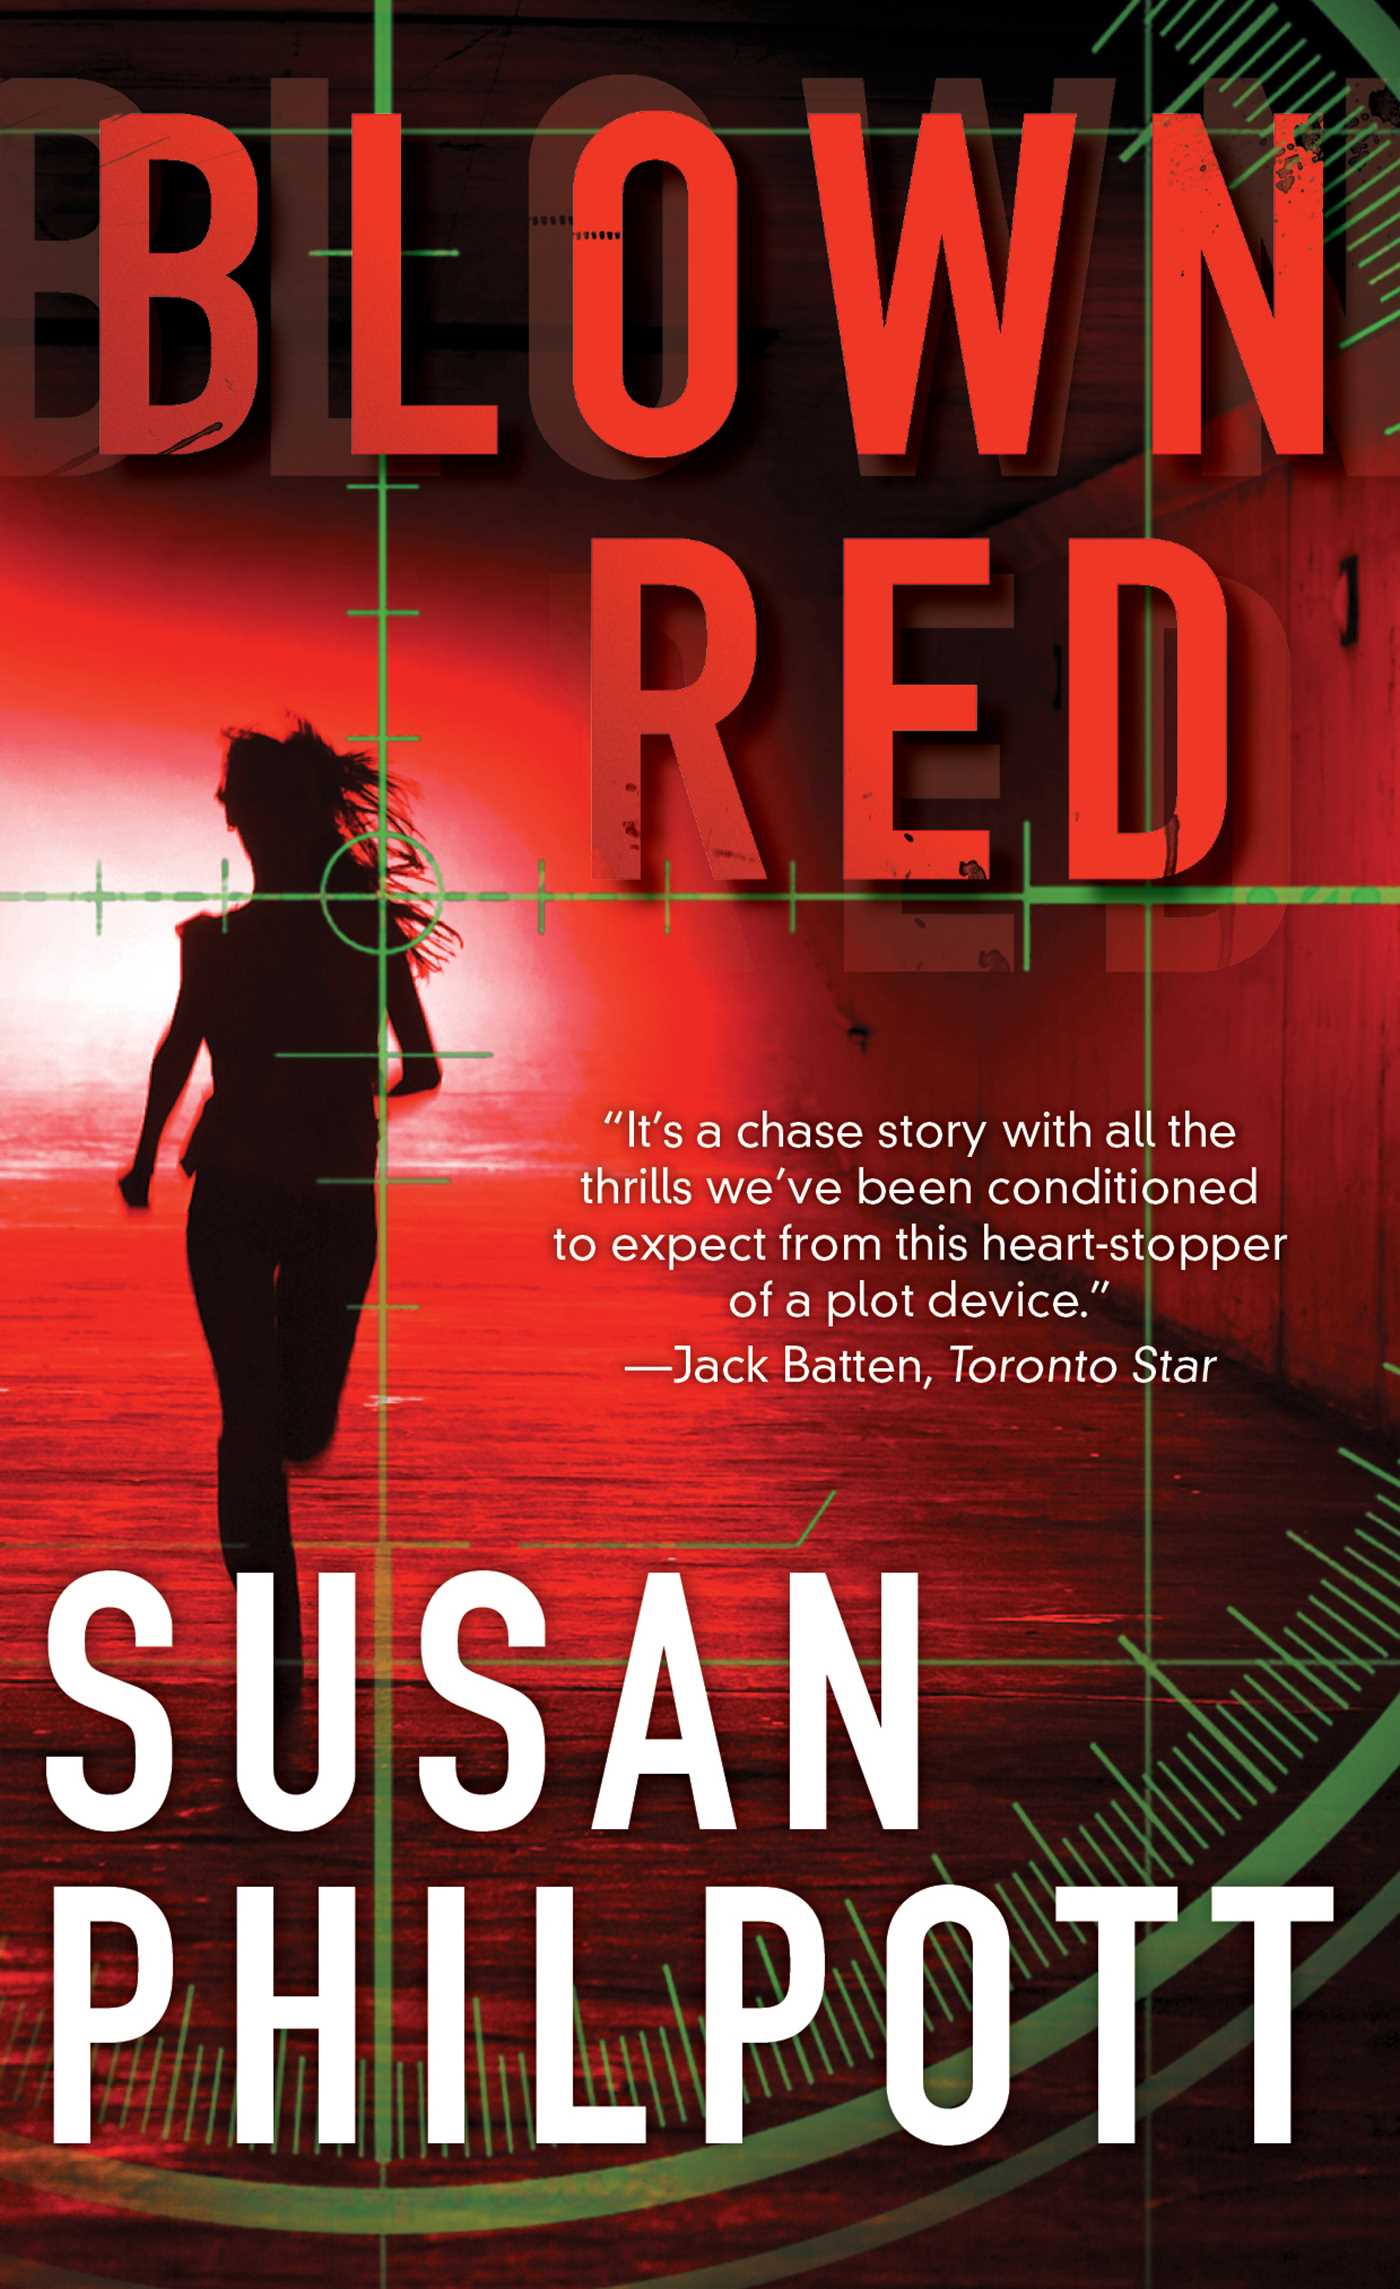 BLOWN
RED
“It’s a chase story with all the
thrills we’ve been conditioned
to expect from this heart-stopper
of a plot device.”
—Jack Batten, Toronto Star
SUSAN
PHILPOTT